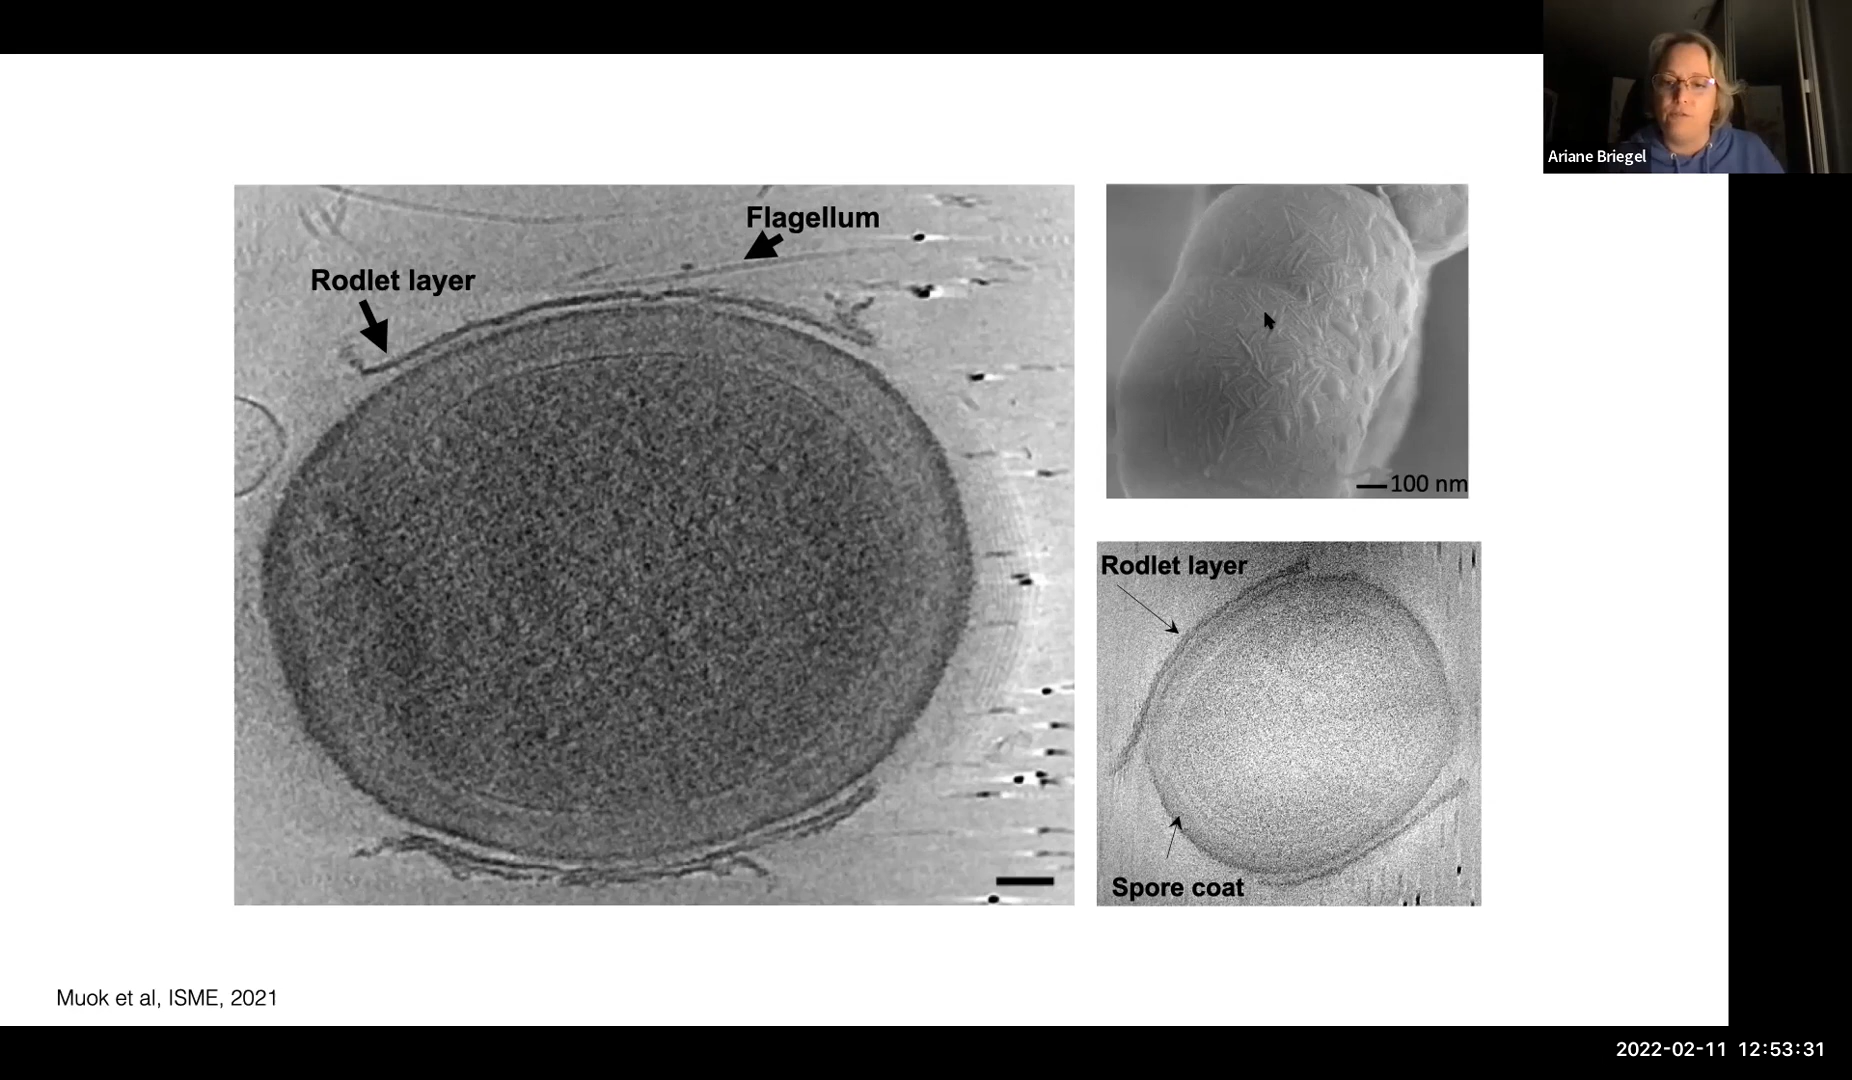 Ariane Briegel
Flagellum
Rodlet layer
100 nm
Rodlet layer
Spore coat
Muok et al, ISME, 2021
2022-02-11 12:53:31